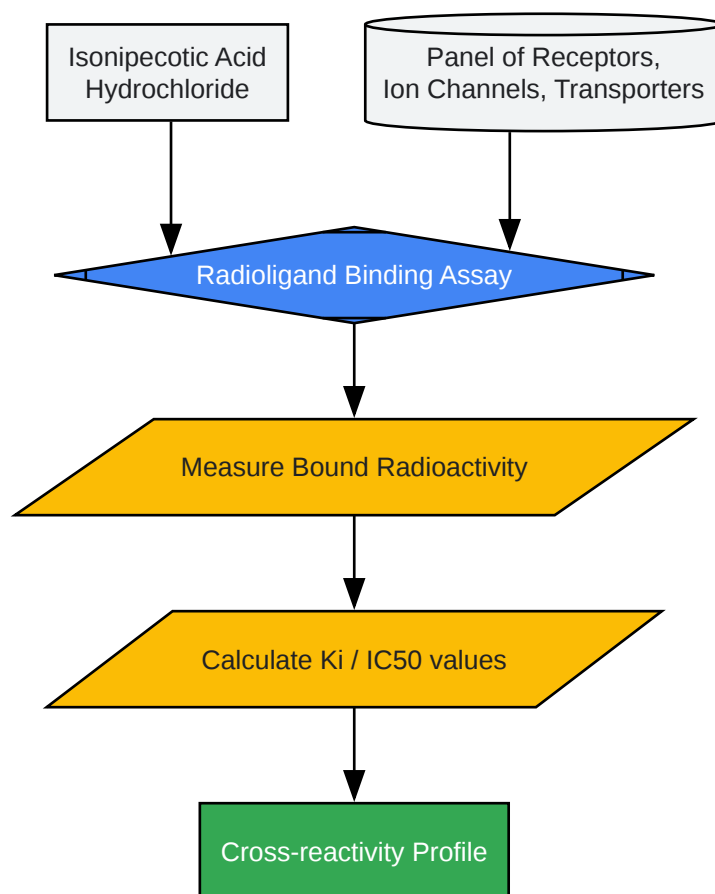 Isonipecotic Acid
Hydrochloride
Panel of Receptors,
Ion Channels, Transporters
Radioligand Binding Assay
Measure Bound Radioactivity
Calculate Ki / IC50 values
Cross-reactivity Profile